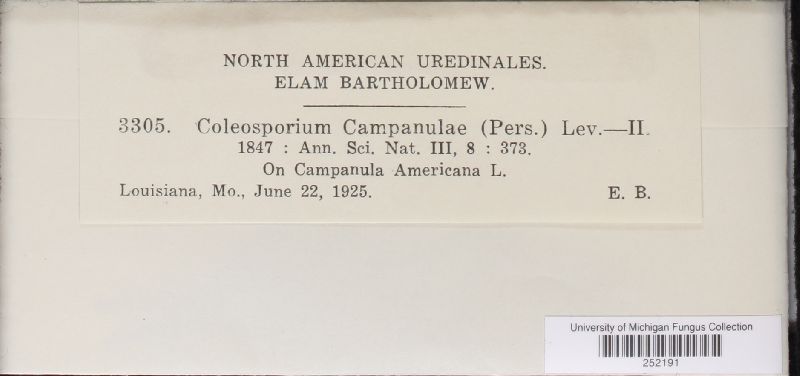 NORTH AMERICAN UREDINALES.
ELAM BARTHOLOMEW.
3305. Coleosporium Campanulae (Pers.) Lev.—II.
1847 : Ann. Sci. Nat. III, 8 : 373.
On Campanula Americana L.
Louisiana, Mo., June 22, 1925. E. B.
University of Michigan Fungus Collection
252191